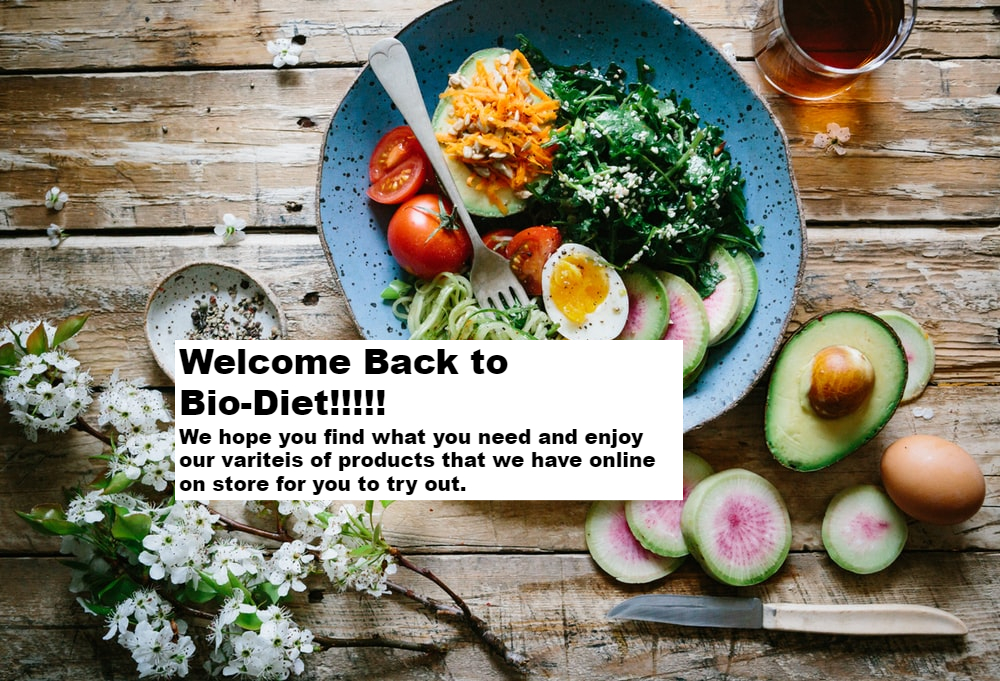 Welcome Back to
Bio-Diet!!!!!
We hope you find what you need and enjoy
our variteis of products that we have online
on store for you to try out.